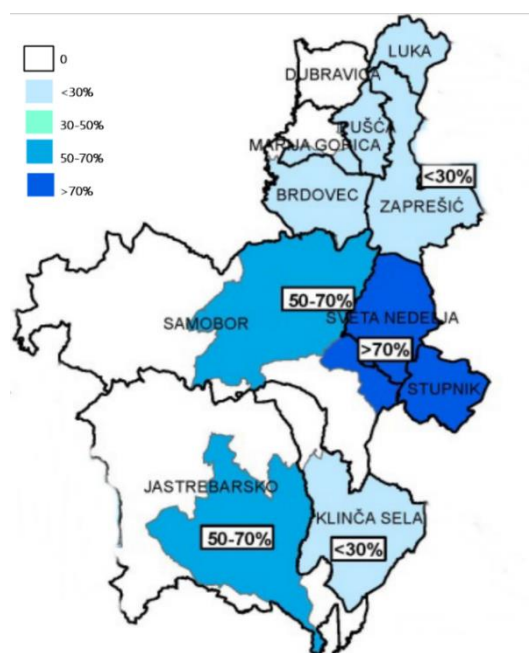 0
<30%
30-50%
50-70%
>70%
LUKA
DUBRAVICA
PUŠĆA
MARIJA GORICA
BRDOVEC
<30%
ZAPREŠIĆ
50-70%
SAMOBOR
SVETA NEDELJA
>70%
STUPNIK
JASTREBARSKO
50-70%
KLINČA SELA
<30%